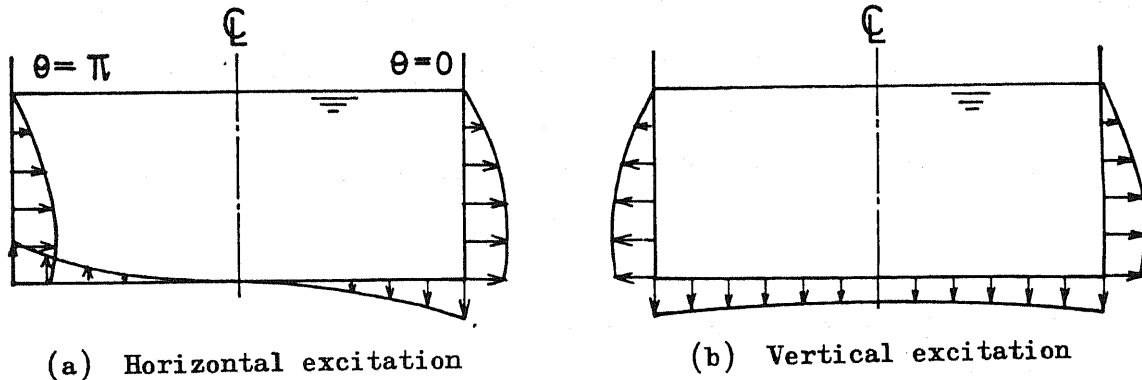 ℄
θ=π
θ=0
(a) Horizontal excitation
℄
(b) Vertical excitation